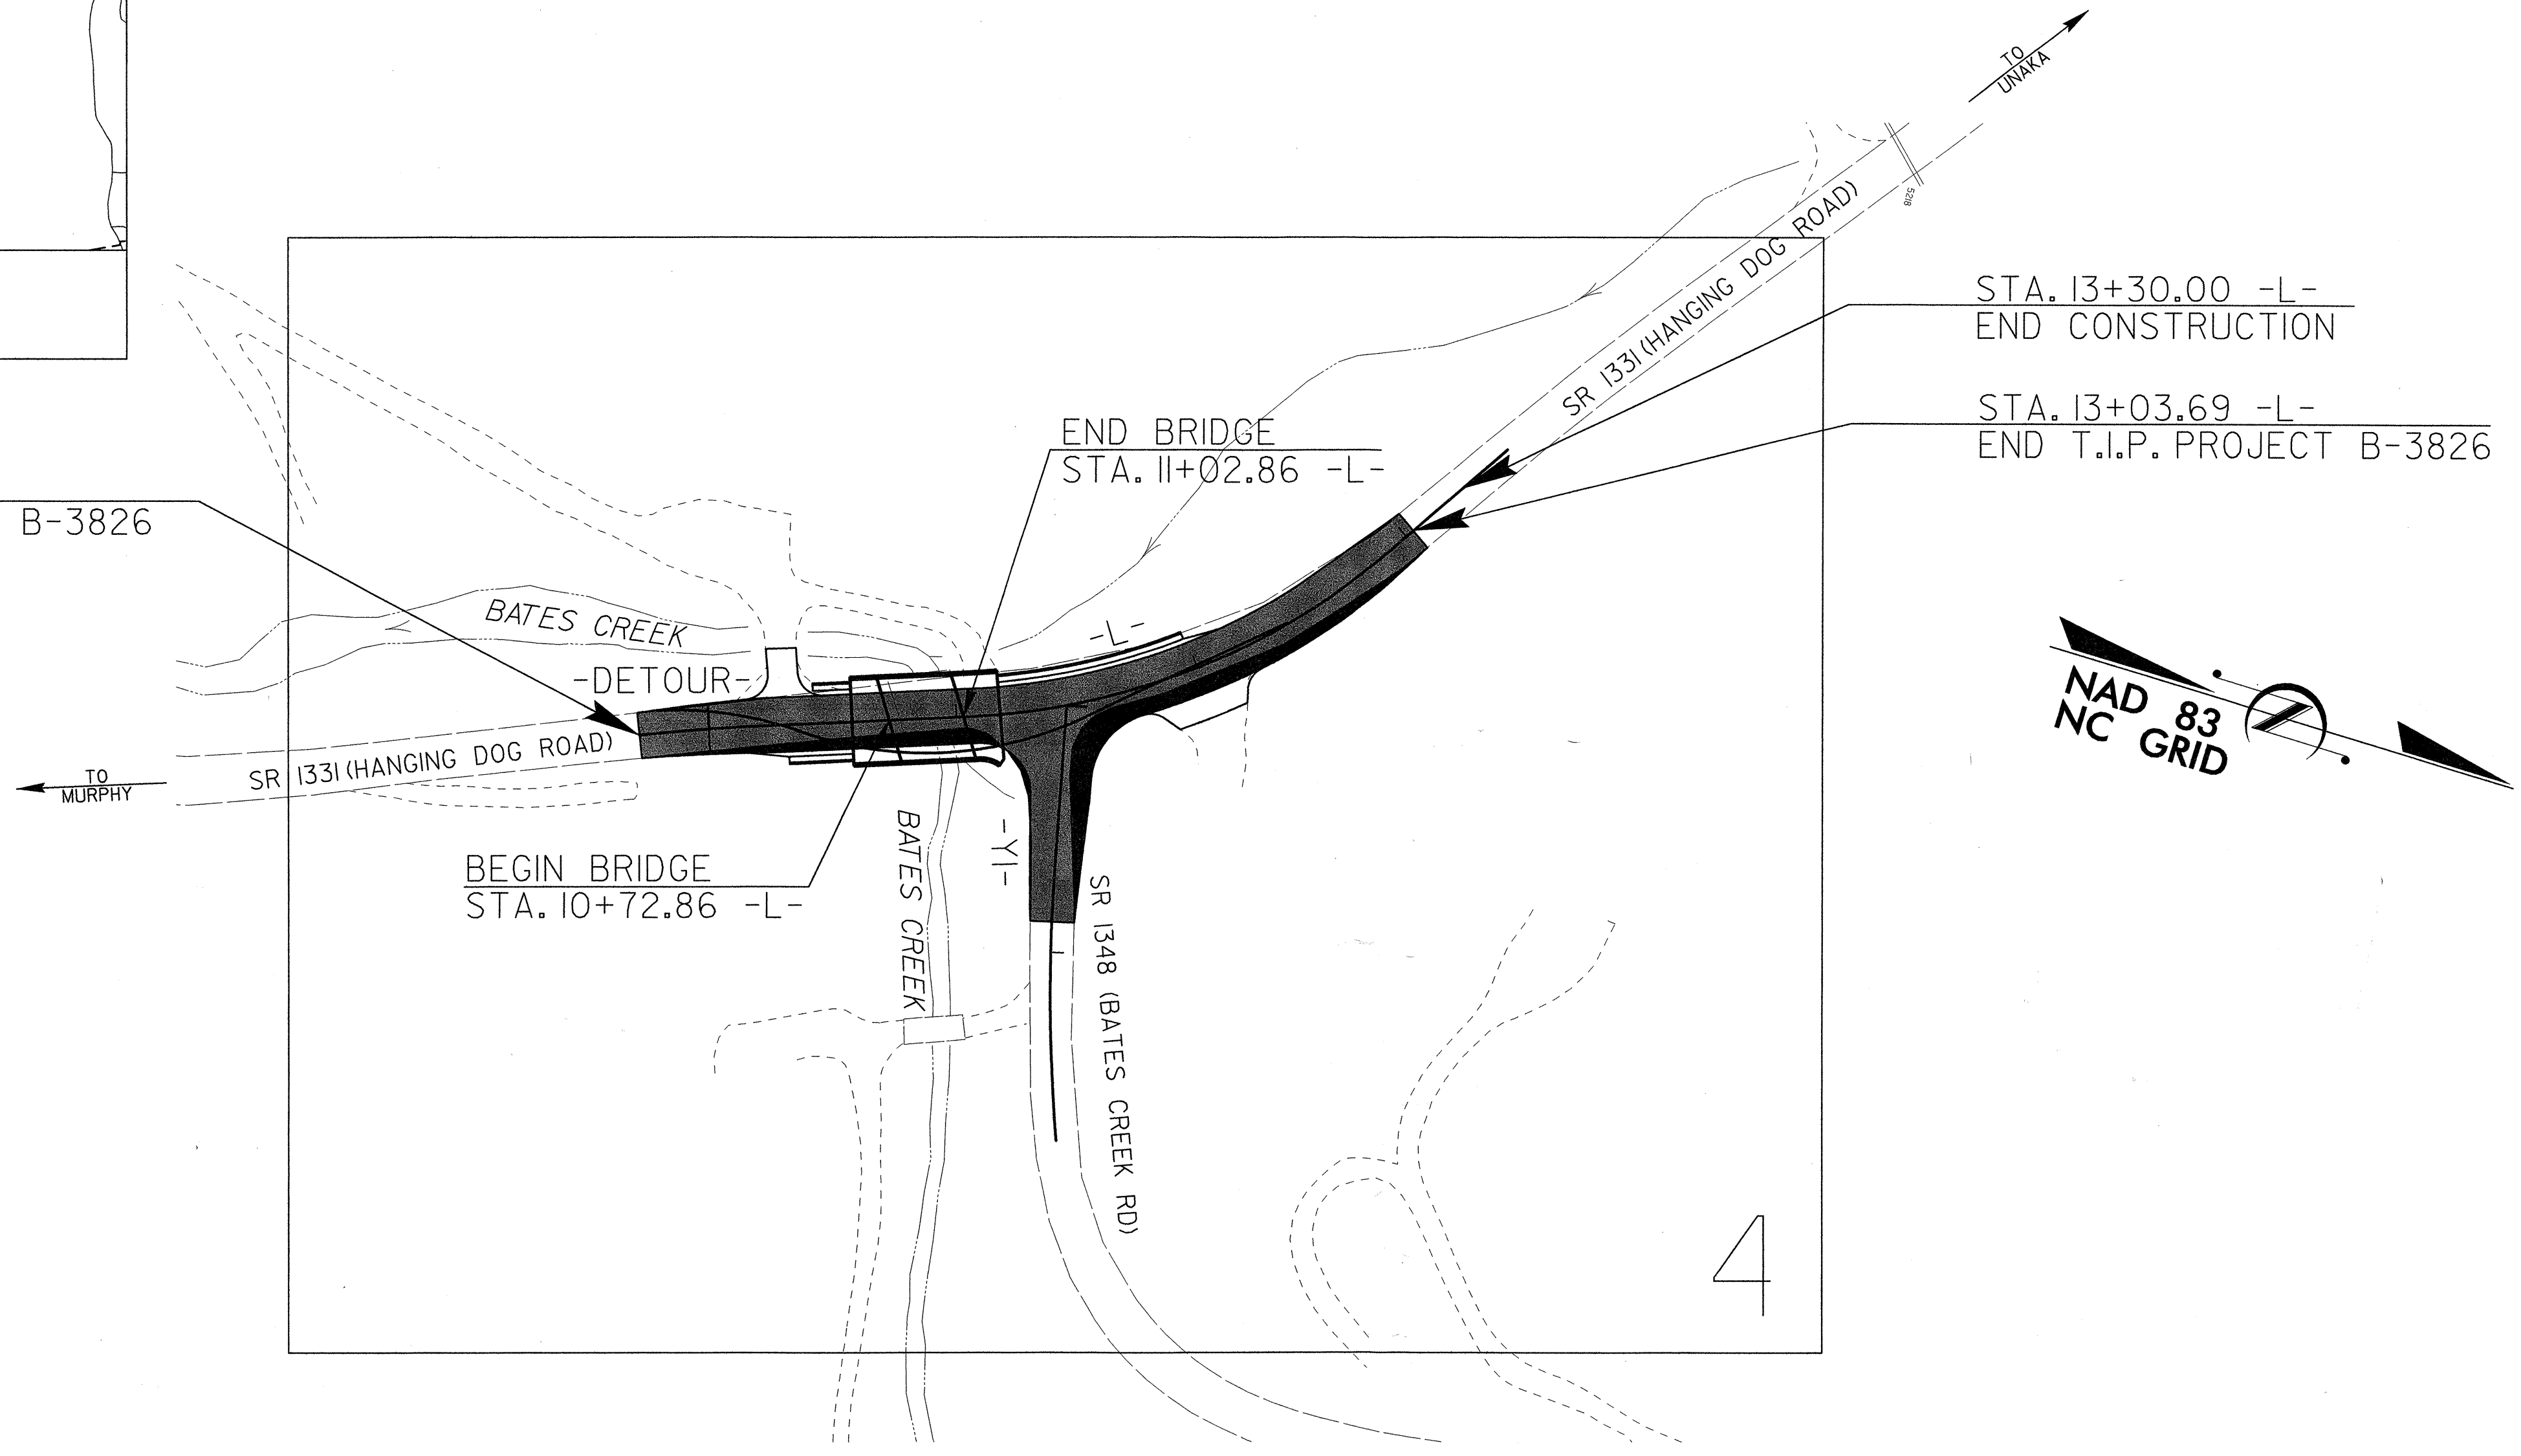 TO
UNAKA
5218
STA. 13+30.00 -L-
END CONSTRUCTION
STA. 13+03.69 -L-
END T.I.P. PROJECT B-3826
SR 1331 (HANGING DOG ROAD)
END BRIDGE
STA. 11+02.86 -L-
B-3826
BATES CREEK
-L-
-DETOUR-
NAD 83
NC GRID
SR 1331 (HANGING DOG ROAD)
TO
MURPHY
BEGIN BRIDGE
STA. 10+72.86 -L-
BATES CREEK
-Y1-
SR 1348 (BATES CREEK RD)
4